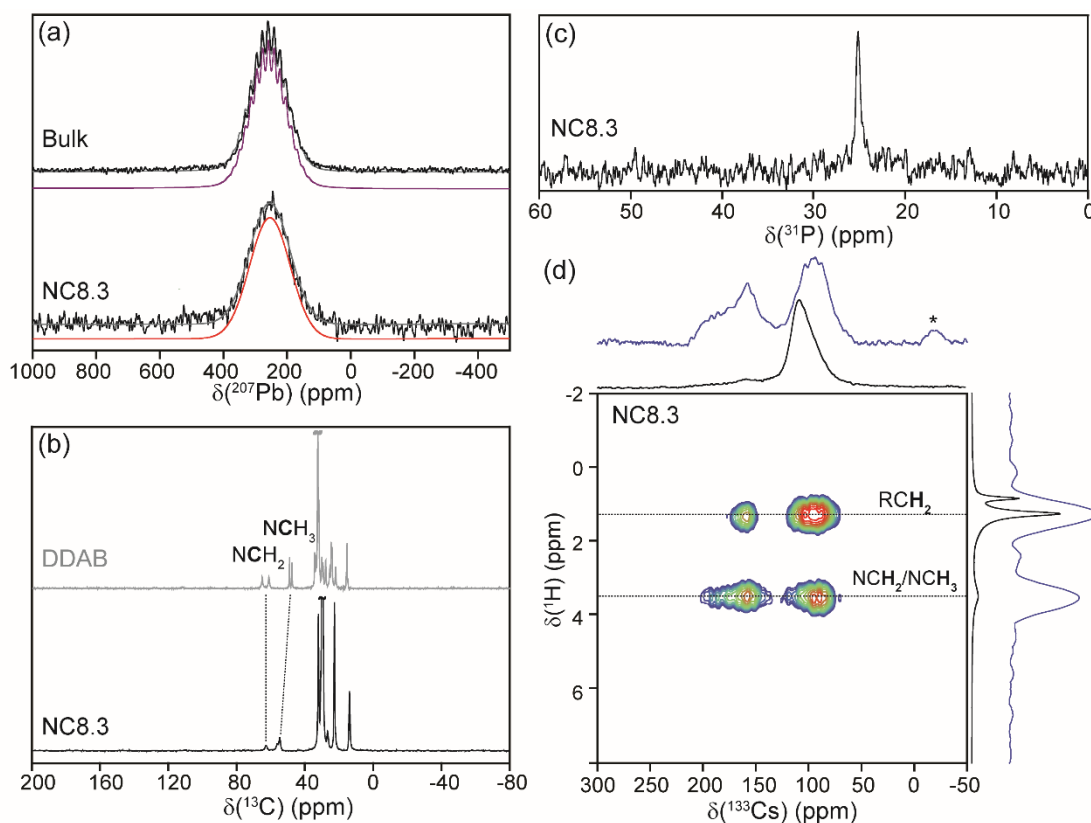 (a)
Bulk
NC8.3
1000 800 600 400 200 0 -200 -400
δ(²⁰⁷Pb) (ppm)
(b)
DDAB
NCH₂
NCH₃
NC8.3
200 160 120 80 40 0 -40 -80
δ(¹³C) (ppm)
(c)
NC8.3
60 50 40 30 20 10 0
δ(³¹P) (ppm)
(d)
*
NC8.3
-2
0
2
4
6
δ(¹H) (ppm)
RCH₂
NCH₂/NCH₃
300 250 200 150 100 50 0 -50
δ(¹³³Cs) (ppm)